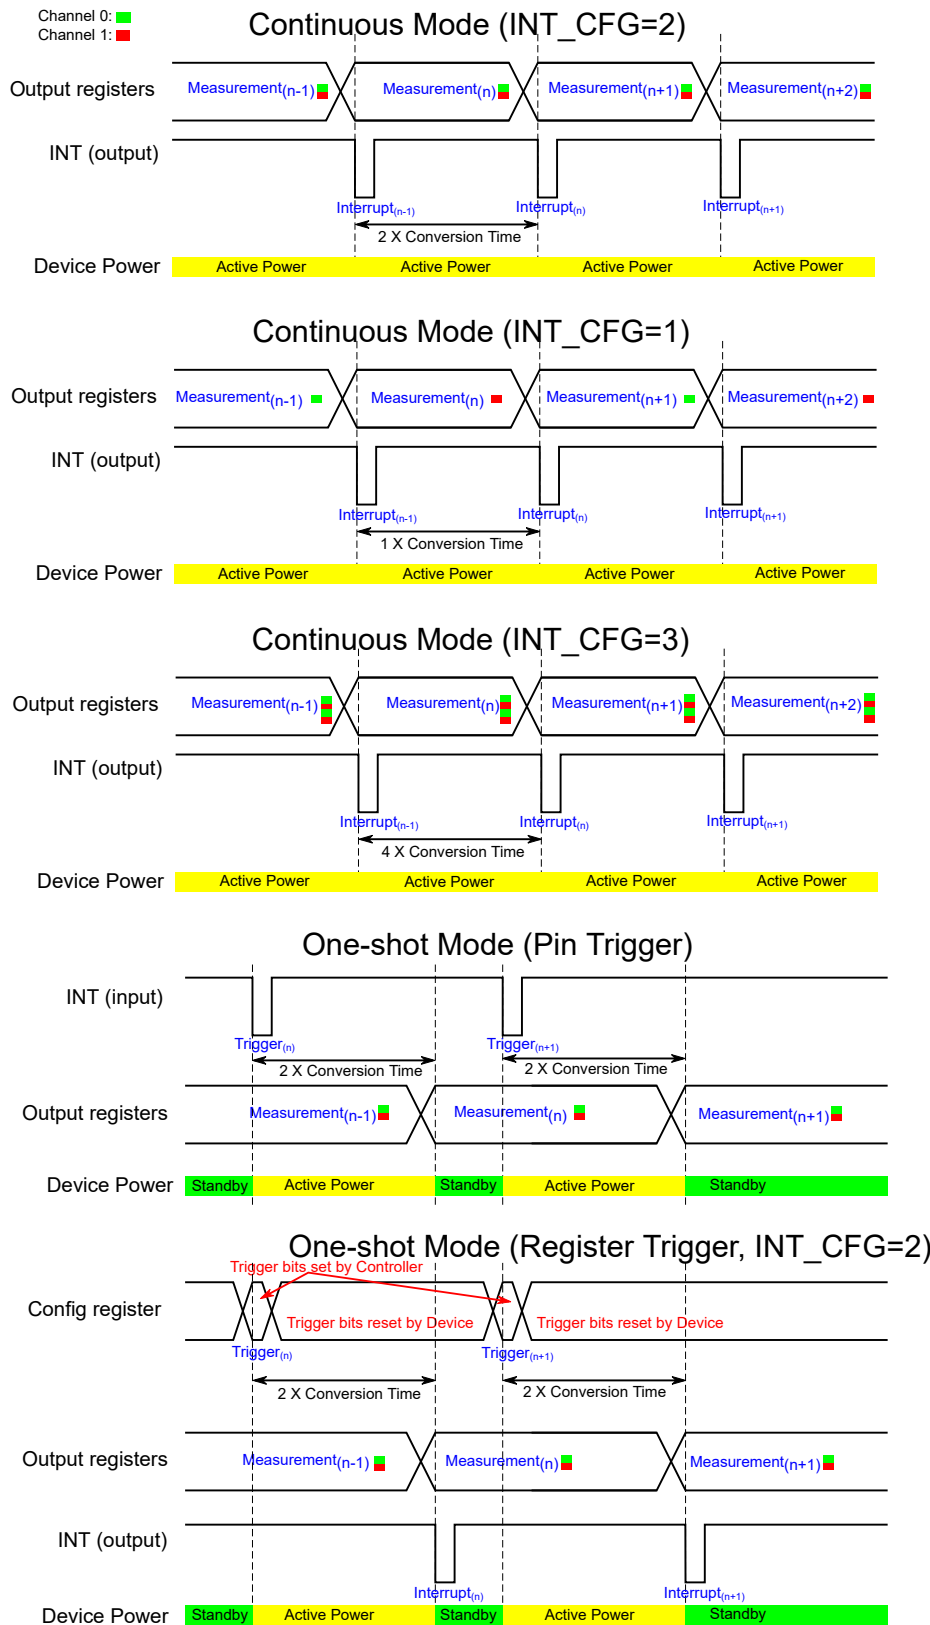 Channel 0:
Channel 1:
Continuous Mode (INT_CFG=2)
Output registers
Measurement(n-1) Measurement(n) Measurement(n+1) Measurement(n+2)
INT (output)
Interrupt(n-1) Interrupt(n) Interrupt(n+1)
2 X Conversion Time
Device Power Active Power Active Power Active Power Active Power
Continuous Mode (INT_CFG=1)
Output registers
Measurement(n-1) Measurement(n) Measurement(n+1) Measurement(n+2)
INT (output)
Interrupt(n-1) Interrupt(n) Interrupt(n+1)
1 X Conversion Time
Device Power Active Power Active Power Active Power Active Power
Continuous Mode (INT_CFG=3)
Output registers
Measurement(n-1) Measurement(n) Measurement(n+1) Measurement(n+2)
INT (output)
Interrupt(n-1) Interrupt(n) Interrupt(n+1)
4 X Conversion Time
Device Power Active Power Active Power Active Power Active Power
One-shot Mode (Pin Trigger)
INT (input)
Trigger(n) Trigger(n+1)
2 X Conversion Time 2 X Conversion Time
Output registers
Measurement(n-1) Measurement(n) Measurement(n+1)
Device Power Standby Active Power Standby Active Power Standby
One-shot Mode (Register Trigger, INT_CFG=2)
Trigger bits set by Controller
Config register
Trigger bits reset by Device Trigger bits reset by Device
Trigger(n) Trigger(n+1)
2 X Conversion Time 2 X Conversion Time
Output registers
Measurement(n-1) Measurement(n) Measurement(n+1)
INT (output)
Interrupt(n) Interrupt(n+1)
Device Power Standby Active Power Standby Active Power Standby